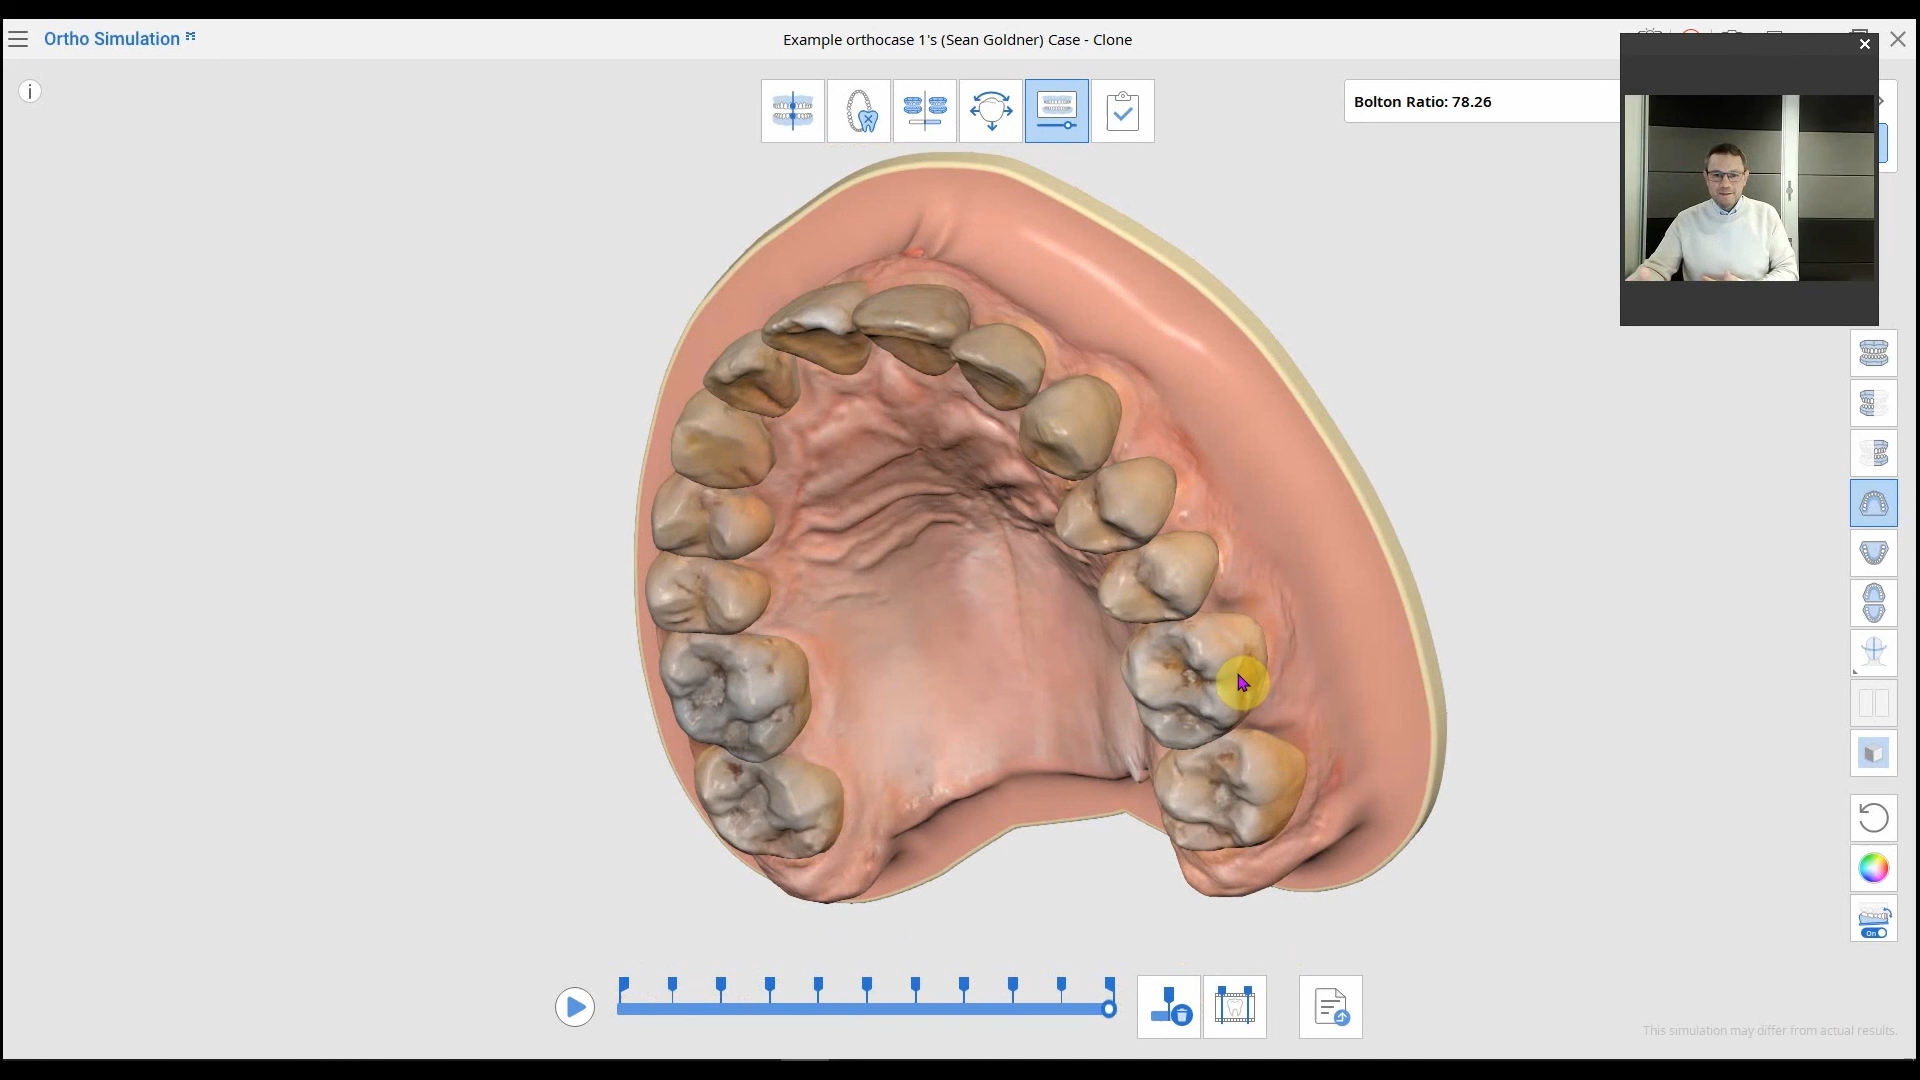 Ortho Simulation
Example orthocase 1's (Sean Goldner) Case - Clone
Bolton Ratio: 78.26
On
This simulation may differ from actual results.